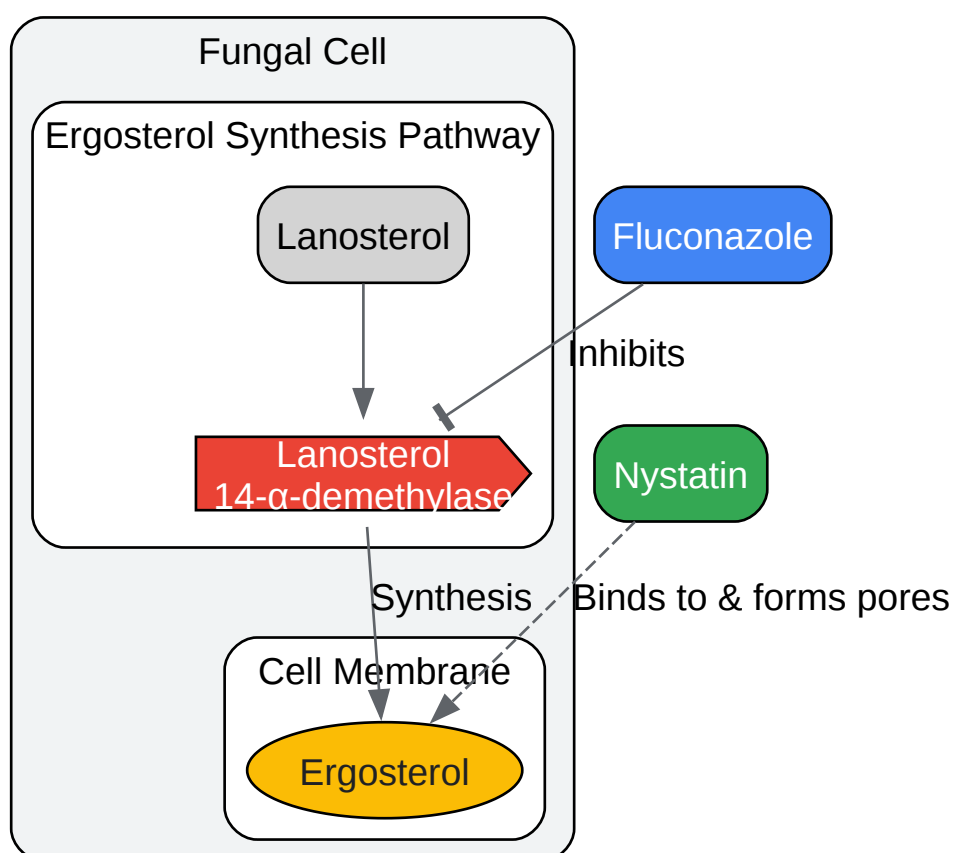 Fungal Cell
Ergosterol Synthesis Pathway
Lanosterol
Fluconazole
Inhibits
Lanosterol
14-α-demethylase
Nystatin
Synthesis
Binds to & forms pores
Cell Membrane
Ergosterol